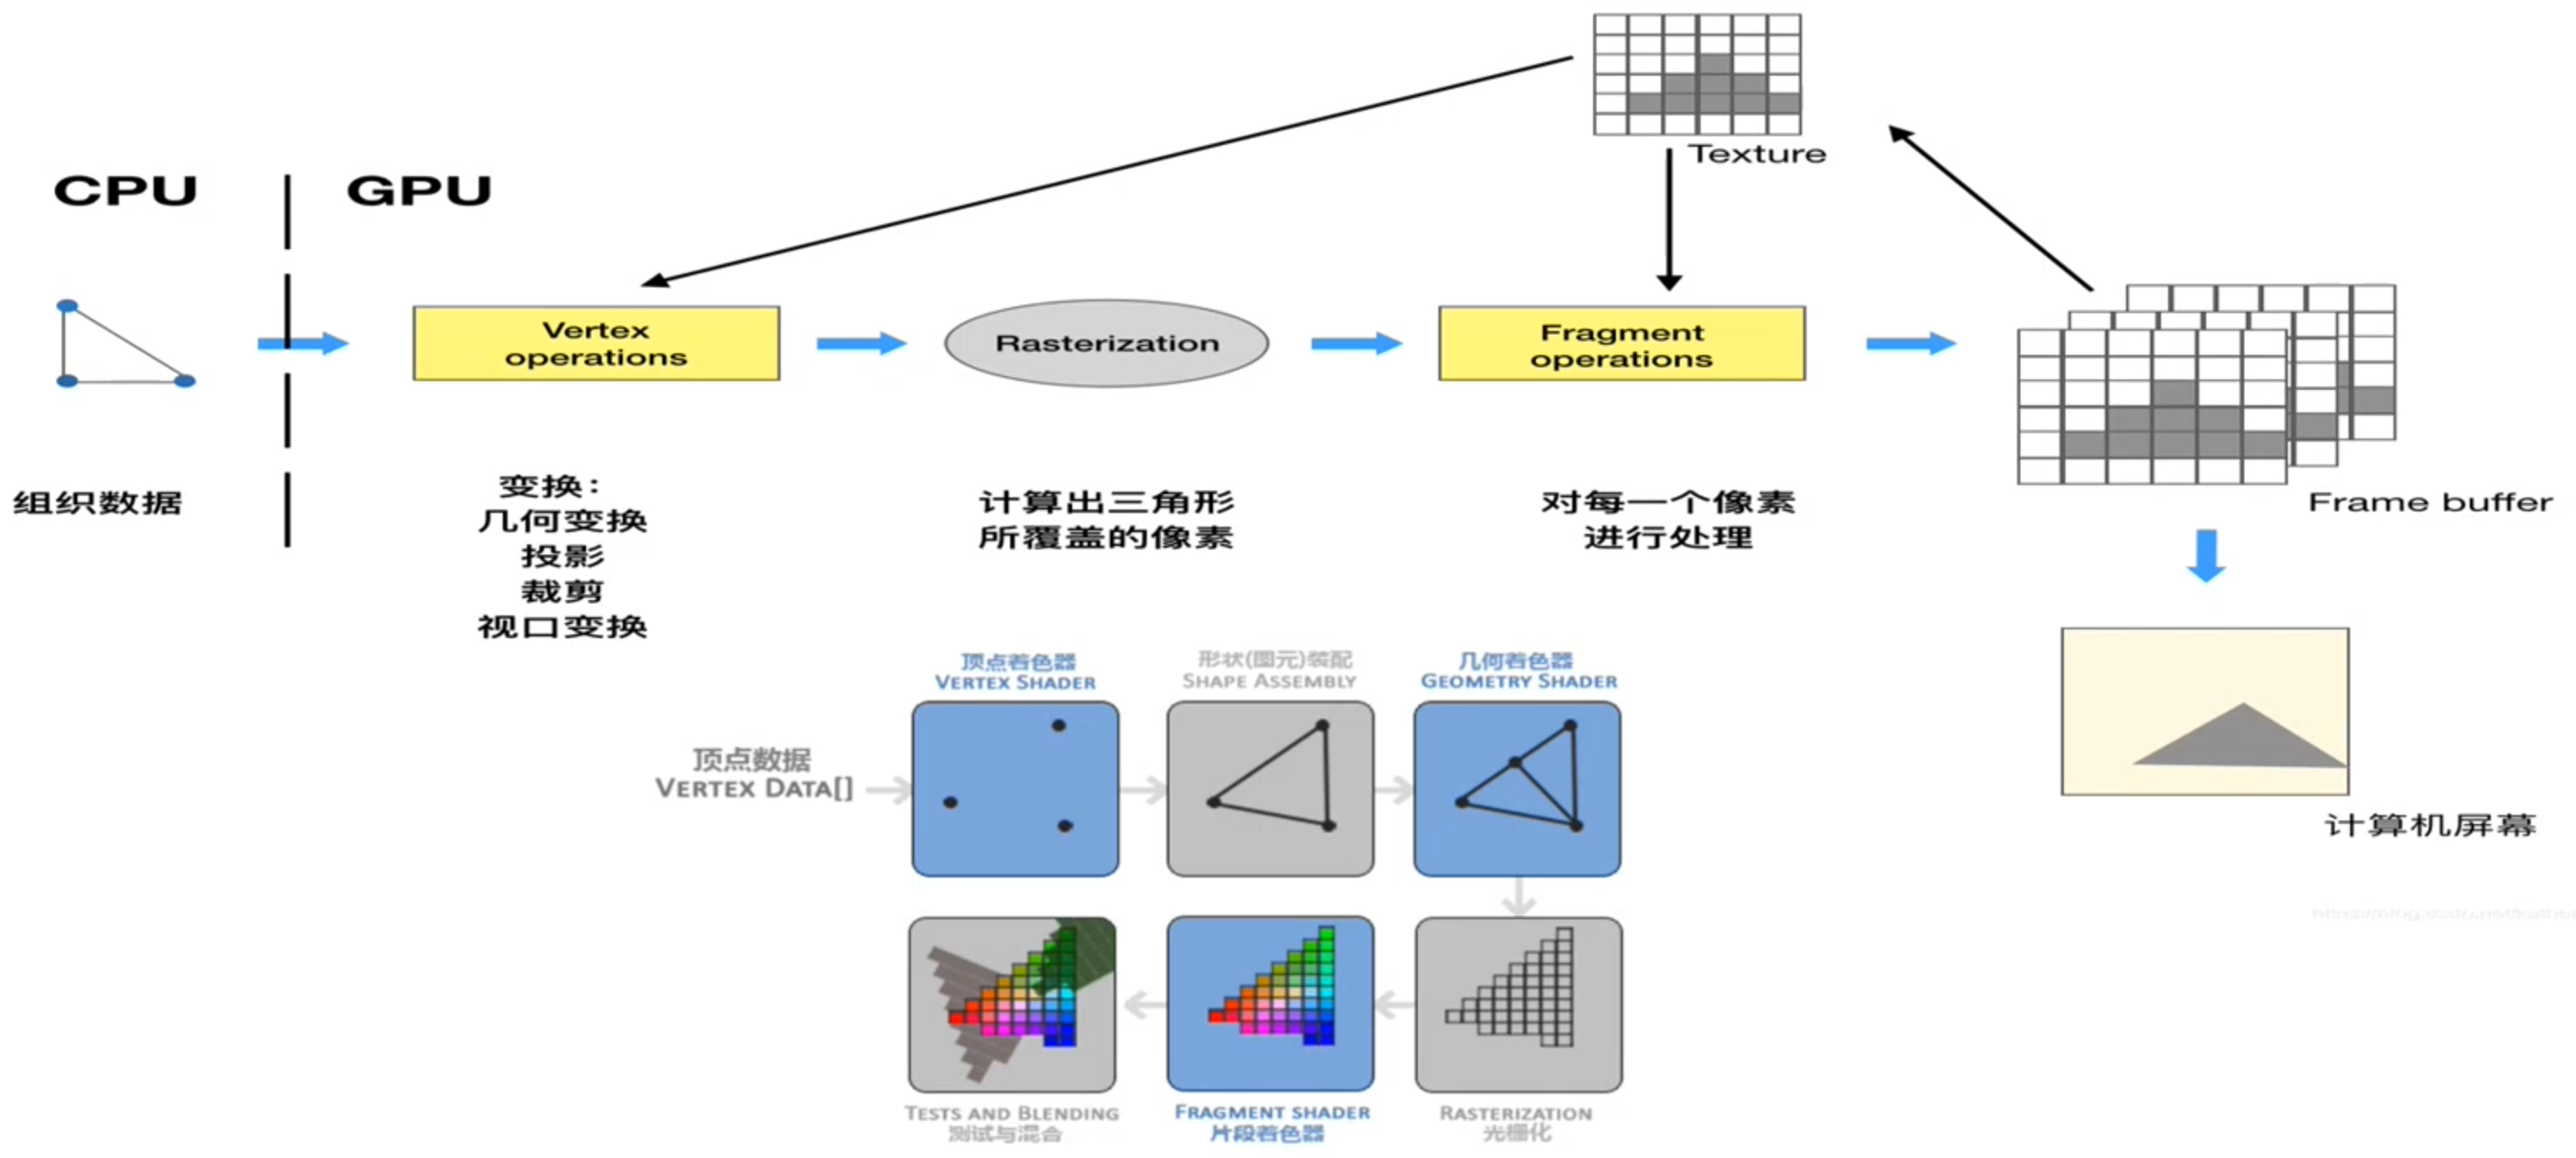 Texture
CPU
GPU
Vertex
operations
Rasterization
Fragment
operations
组织数据
变换：
几何变换
投影
裁剪
视口变换
计算出三角形
所覆盖的像素
对每一个像素
进行处理
Frame buffer
计算机屏幕
顶点着色器
VERTEX SHADER
形状(图元)装配
SHAPE ASSEMBLY
几何着色器
GEOMETRY SHADER
顶点数据
VERTEX DATA[]
TESTS AND BLENDING
测试与混合
FRAGMENT SHADER
片段着色器
RASTERIZATION
光栅化